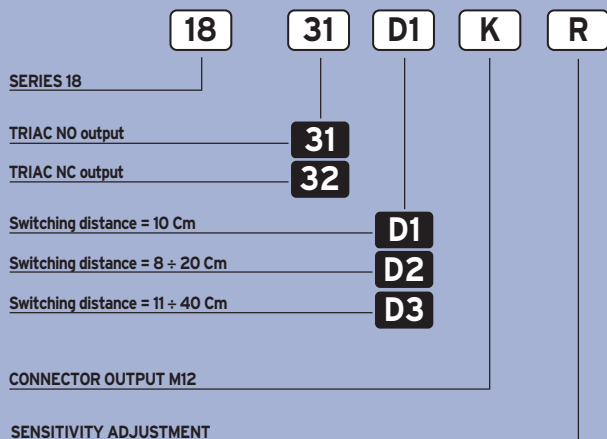 18 31 D1 K R
SERIES 18
TRIAC NO output 31
TRIAC NC output 32
Switching distance = 10 Cm D1
Switching distance = 8 ÷ 20 Cm D2
Switching distance = 11 ÷ 40 Cm D3
CONNECTOR OUTPUT M12
SENSITIVITY ADJUSTMENT